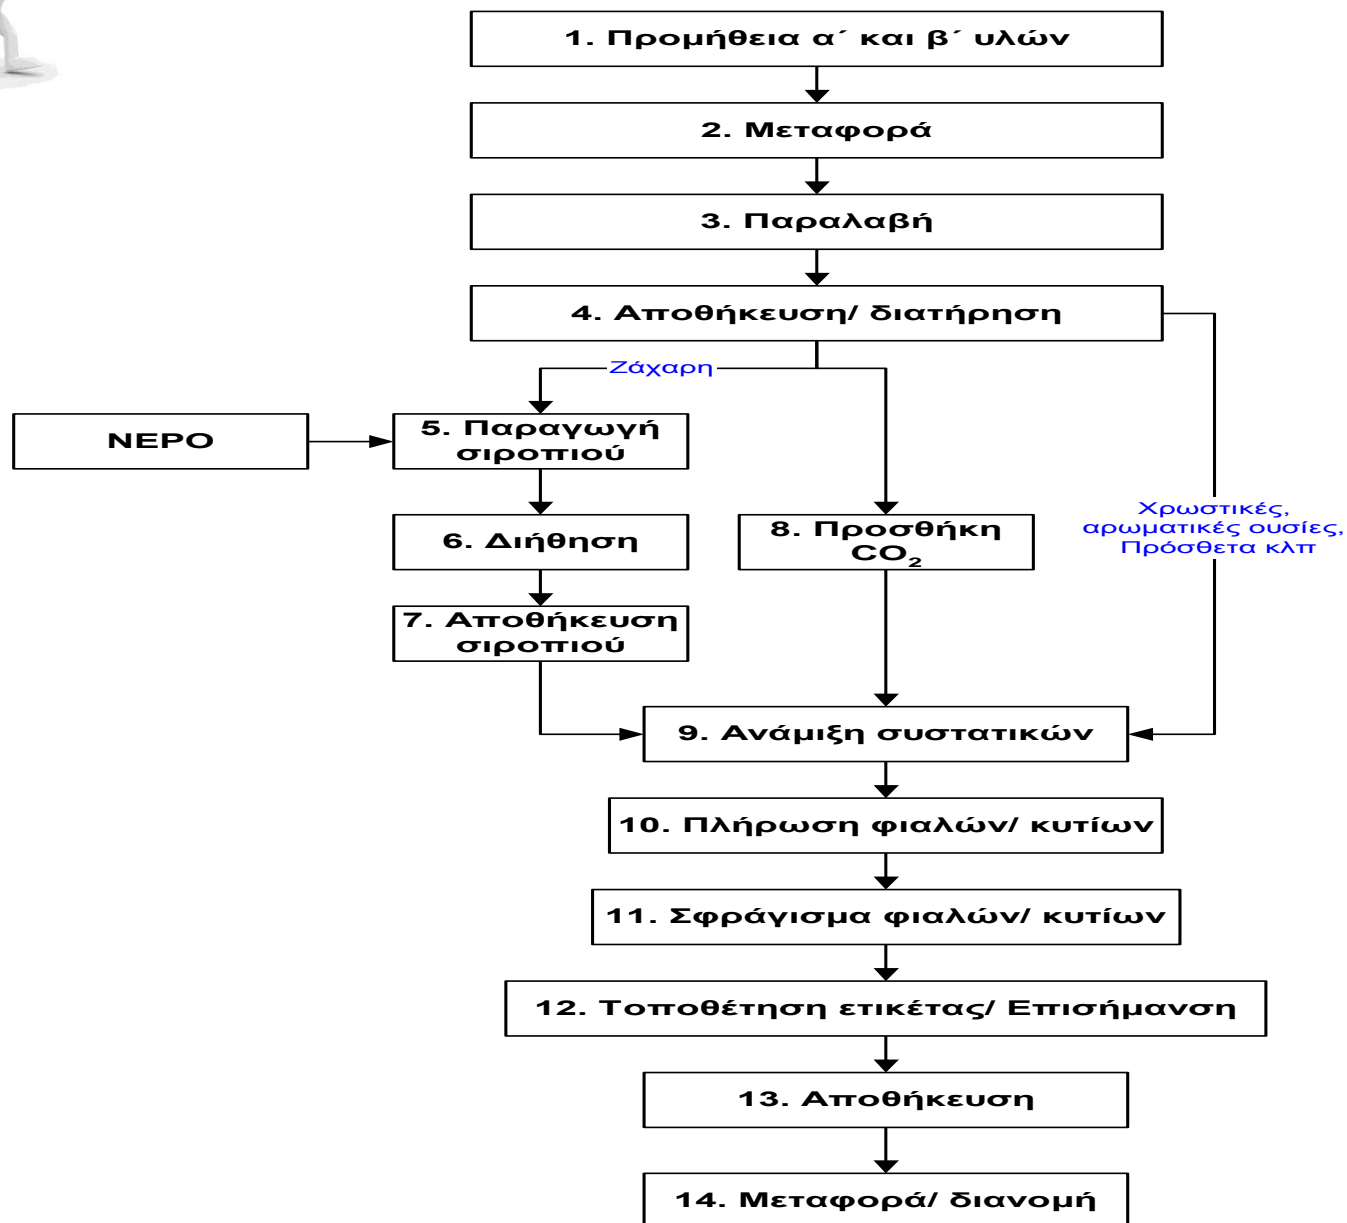 1. Προμήθεια α΄ και β΄ υλών
2. Μεταφορά
3. Παραλαβή
4. Αποθήκευση/ διατήρηση
Ζάχαρη
ΝΕΡΟ
5. Παραγωγή
σιροπιού
6. Διήθηση
7. Αποθήκευση
σιροπιού
8. Προσθήκη
CO₂
Χρωστικές,
αρωματικές ουσίες,
Πρόσθετα κλπ
9. Ανάμιξη συστατικών
10. Πλήρωση φιαλών/ κυτίων
11. Σφράγισμα φιαλών/ κυτίων
12. Τοποθέτηση ετικέτας/ Επισήμανση
13. Αποθήκευση
14. Μεταφορά/ διανομή